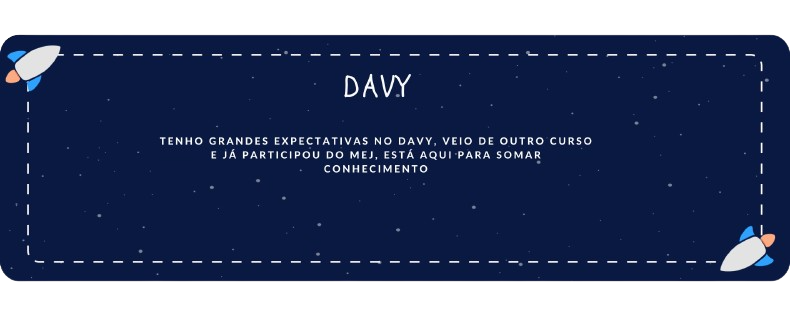 DAVY
TENHO GRANDES EXPECTATIVAS NO DAVY, VEIO DE OUTRO CURSO
E JÁ PARTICIPOU DO MEJ, ESTÁ AQUI PARA SOMAR
CONHECIMENTO